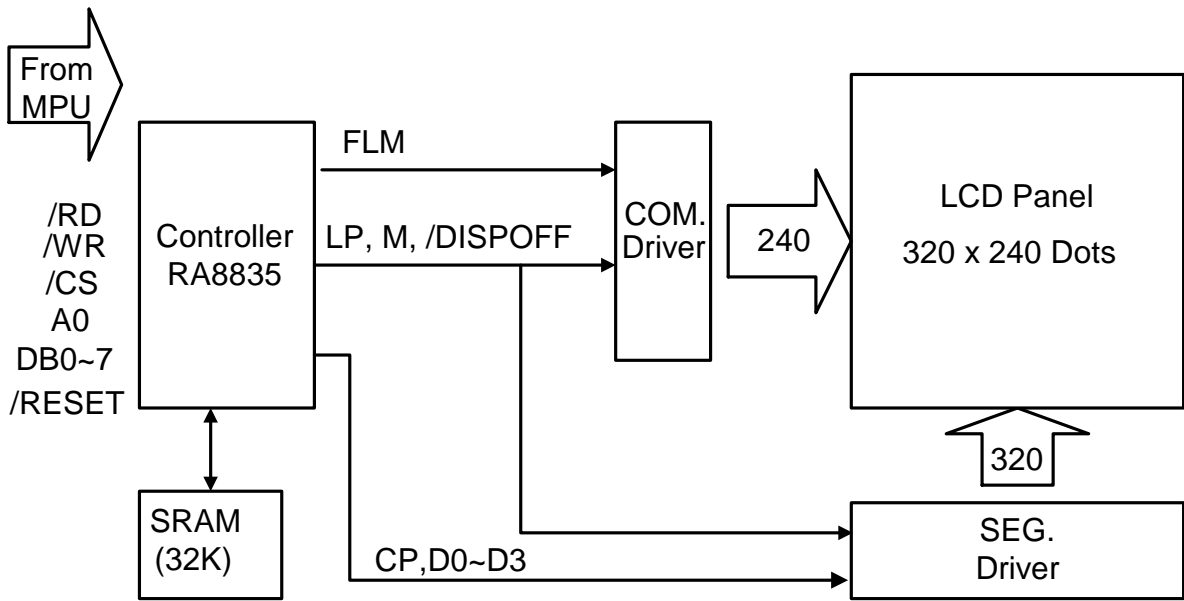 From
MPU
/RD
/WR
/CS
A0
DB0~7
/RESET
Controller
RA8835
SRAM
(32K)
FLM
LP, M, /DISPOFF
CP,D0~D3
COM.
Driver
240
LCD Panel
320 x 240 Dots
320
SEG.
Driver